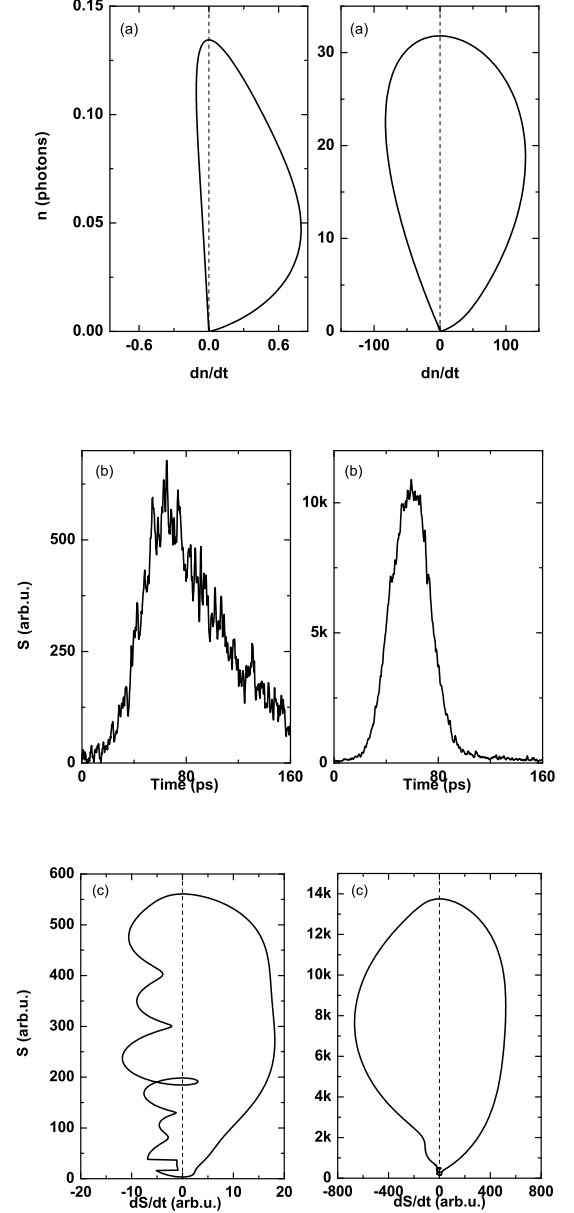 0.15
0.10
0.05
0.00
n (photons)
(a)
-0.6
0.0
0.6
dn/dt
30
20
10
0
(a)
-100
0
100
dn/dt
500
250
0
S (arb.u.)
(b)
0
80
160
Time (ps)
10k
5k
0
(b)
0
80
160
Time (ps)
600
500
400
300
200
100
0
S (arb.u.)
(c)
-20
-10
0
10
20
dS/dt (arb.u.)
14k
12k
10k
8k
6k
4k
2k
0
(c)
-800
-400
0
400
800
dS/dt (arb.u.)